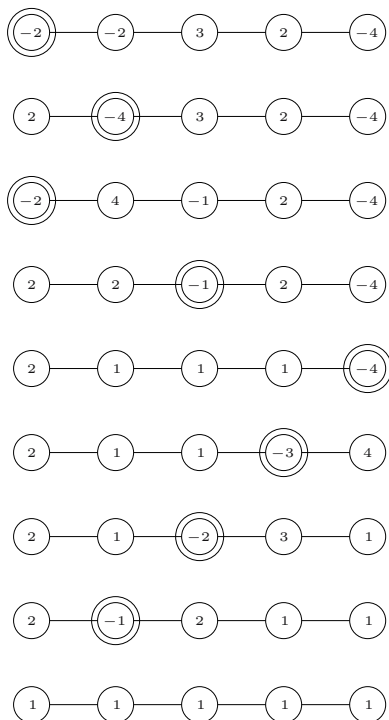 −2 −2 3 2 −4
2 −4 3 2 −4
−2 4 −1 2 −4
2 2 −1 2 −4
2 1 1 1 −4
2 1 1 −3 4
2 1 −2 3 1
2 −1 2 1 1
1 1 1 1 1